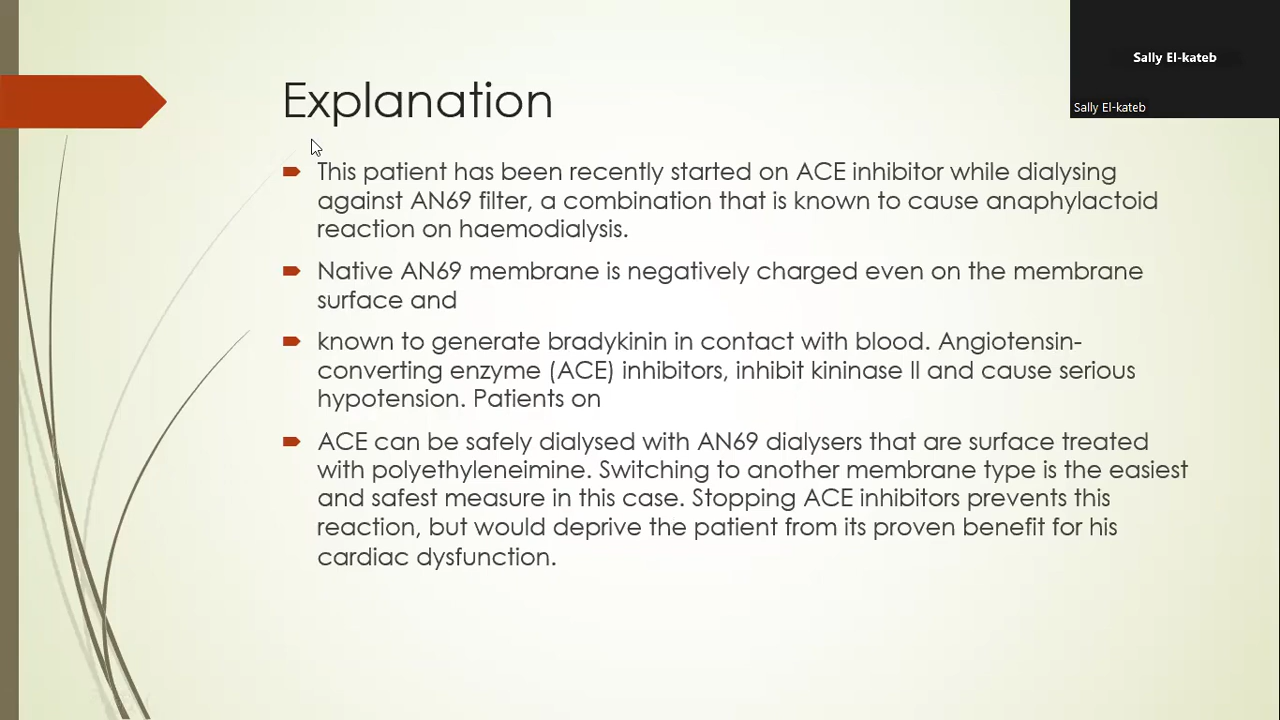 Sally El-kateb
Sally El-kateb
Explanation
This patient has been recently started on ACE inhibitor while dialysing
against AN69 filter, a combination that is known to cause anaphylactoid
reaction on haemodialysis.
Native AN69 membrane is negatively charged even on the membrane
surface and
known to generate bradykinin in contact with blood. Angiotensin-
converting enzyme (ACE) inhibitors, inhibit kininase II and cause serious
hypotension. Patients on
ACE can be safely dialysed with AN69 dialysers that are surface treated
with polyethyleneimine. Switching to another membrane type is the easiest
and safest measure in this case. Stopping ACE inhibitors prevents this
reaction, but would deprive the patient from its proven benefit for his
cardiac dysfunction.